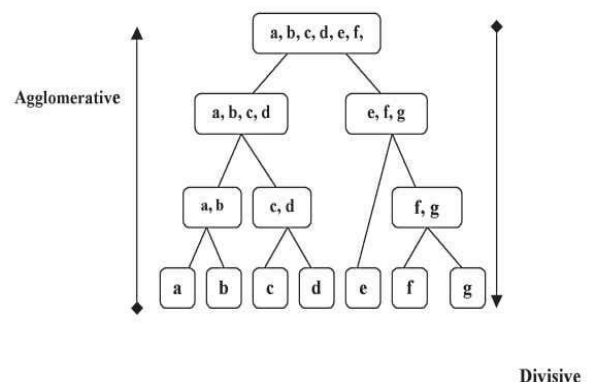 a, b, c, d, e, f,
Agglomerative
a, b, c, d
e, f, g
a, b
c, d
f, g
a
b
c
d
e
f
g
Divisive